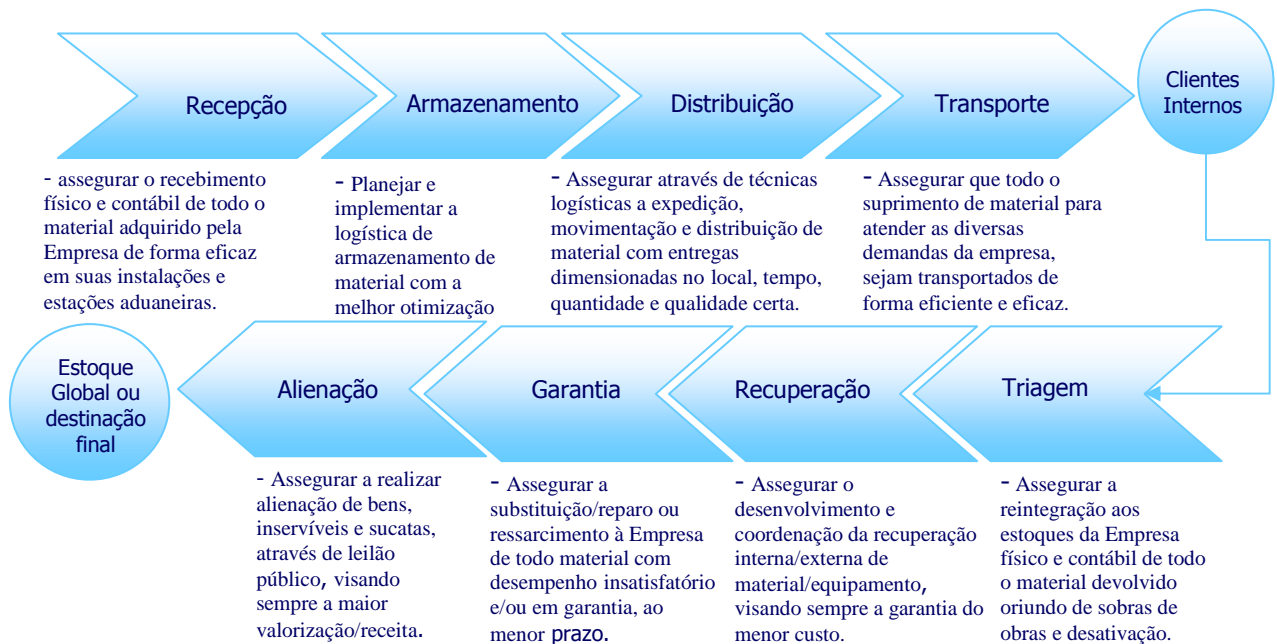 Recepção
Armazenamento
Distribuição
Transporte
Clientes
Internos
- assegurar o recebimento
físico e contábil de todo o
material adquirido pela
Empresa de forma eficaz
em suas instalações e
estações aduaneiras.
- Planejar e
implementar a
logística de
armazenamento de
material com a
melhor otimização
- Assegurar através de técnicas
logísticas a expedição,
movimentação e distribuição de
material com entregas
dimensionadas no local, tempo,
quantidade e qualidade certa.
- Assegurar que todo o
suprimento de material para
atender as diversas
demandas da empresa,
sejam transportados de
forma eficiente e eficaz.
Estoque
Global ou
destinação
final
Alienação
Garantia
Recuperação
Triagem
- Assegurar a realizar
alienação de bens,
inservíveis e sucatas,
através de leilão
público, visando
sempre a maior
valorização/receita.
- Assegurar a
substituição/reparo ou
ressarcimento à Empresa
de todo material com
desempenho insatisfatório
e/ou em garantia, ao
menor prazo.
- Assegurar o
desenvolvimento e
coordenação da recuperação
interna/externa de
material/equipamento,
visando sempre a garantia do
menor custo.
- Assegurar a
reintegração aos
estoques da Empresa
físico e contábil de todo
o material devolvido
oriundo de sobras de
obras e desativação.